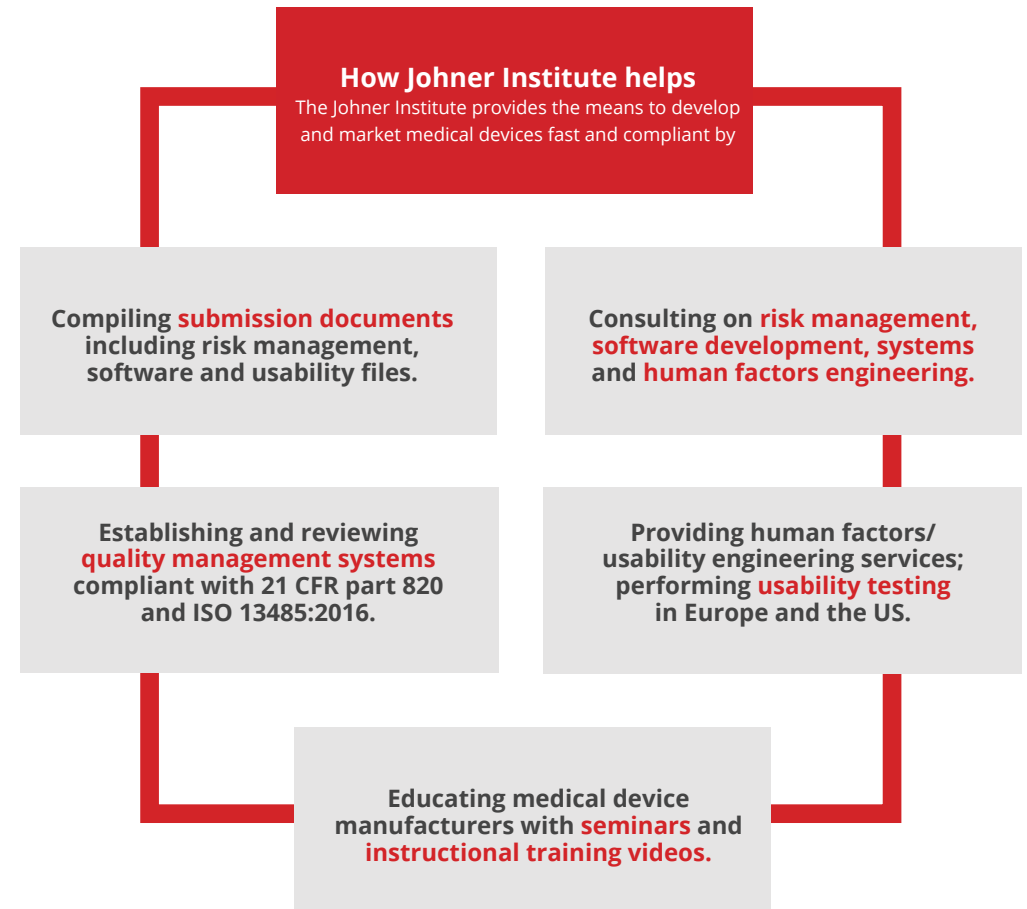 How Johner Institute helps
The Johner Institute provides the means to develop
and market medical devices fast and compliant by
Compiling submission documents
including risk management,
software and usability files.
Consulting on risk management,
software development, systems
and human factors engineering.
Establishing and reviewing
quality management systems
compliant with 21 CFR part 820
and ISO 13485:2016.
Providing human factors/
usability engineering services;
performing usability testing
in Europe and the US.
Educating medical device
manufacturers with seminars and
instructional training videos.